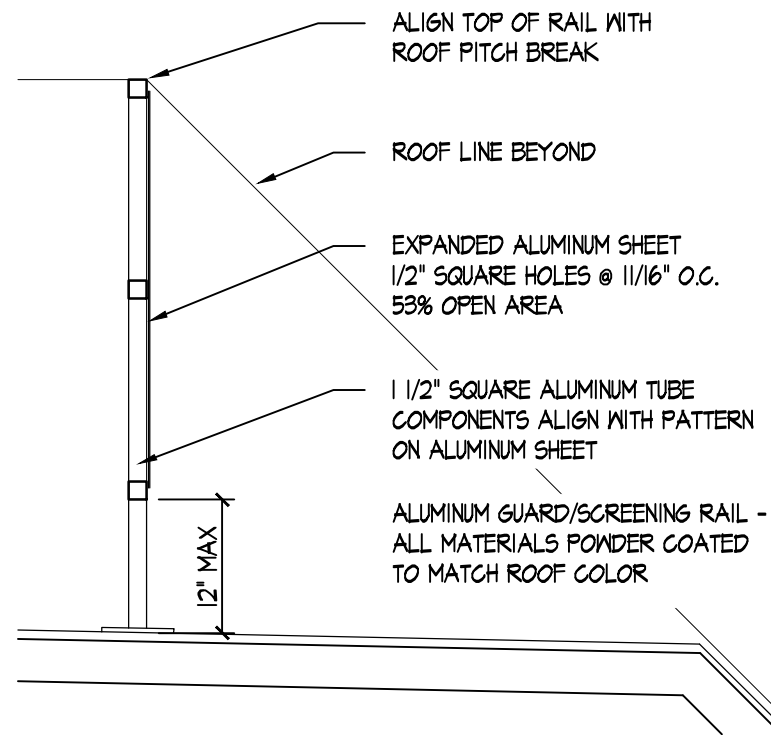 ALIGN TOP OF RAIL WITH
ROOF PITCH BREAK
ROOF LINE BEYOND
EXPANDED ALUMINUM SHEET
1/2" SQUARE HOLES @ 11/16" O.C.
53% OPEN AREA
1 1/2" SQUARE ALUMINUM TUBE
COMPONENTS ALIGN WITH PATTERN
ON ALUMINUM SHEET
12" MAX
ALUMINUM GUARD/SCREENING RAIL -
ALL MATERIALS POWDER COATED
TO MATCH ROOF COLOR